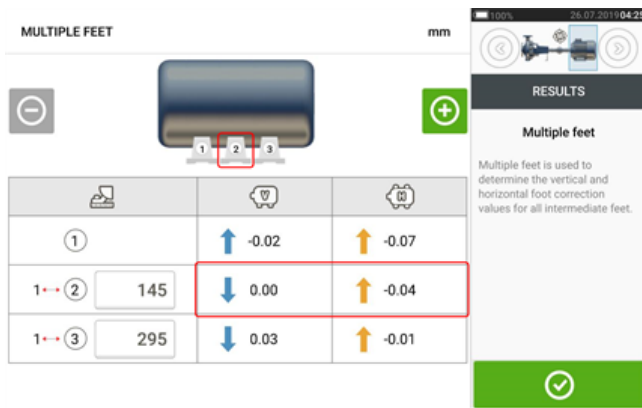 MULTIPLE FEET mm
1 2 3
V H
1 -0.02 -0.07
1 2 145 0.00 -0.04
1 3 295 0.03 -0.01
100% 26.07.2019 04:25
RESULTS
Multiple feet
Multiple feet is used to
determine the vertical and
horizontal foot correction
values for all intermediate feet.